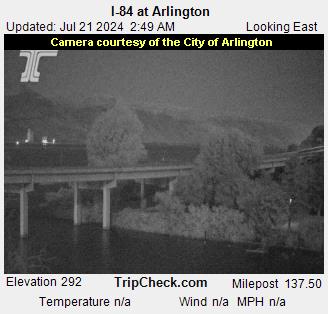 I-84 at Arlington
Updated: Jul 21 2024 2:49 AM Looking East
Camera courtesy of the City of Arlington
Elevation 292 TripCheck.com Milepost 137.50
Temperature n/a Wind n/a MPH n/a